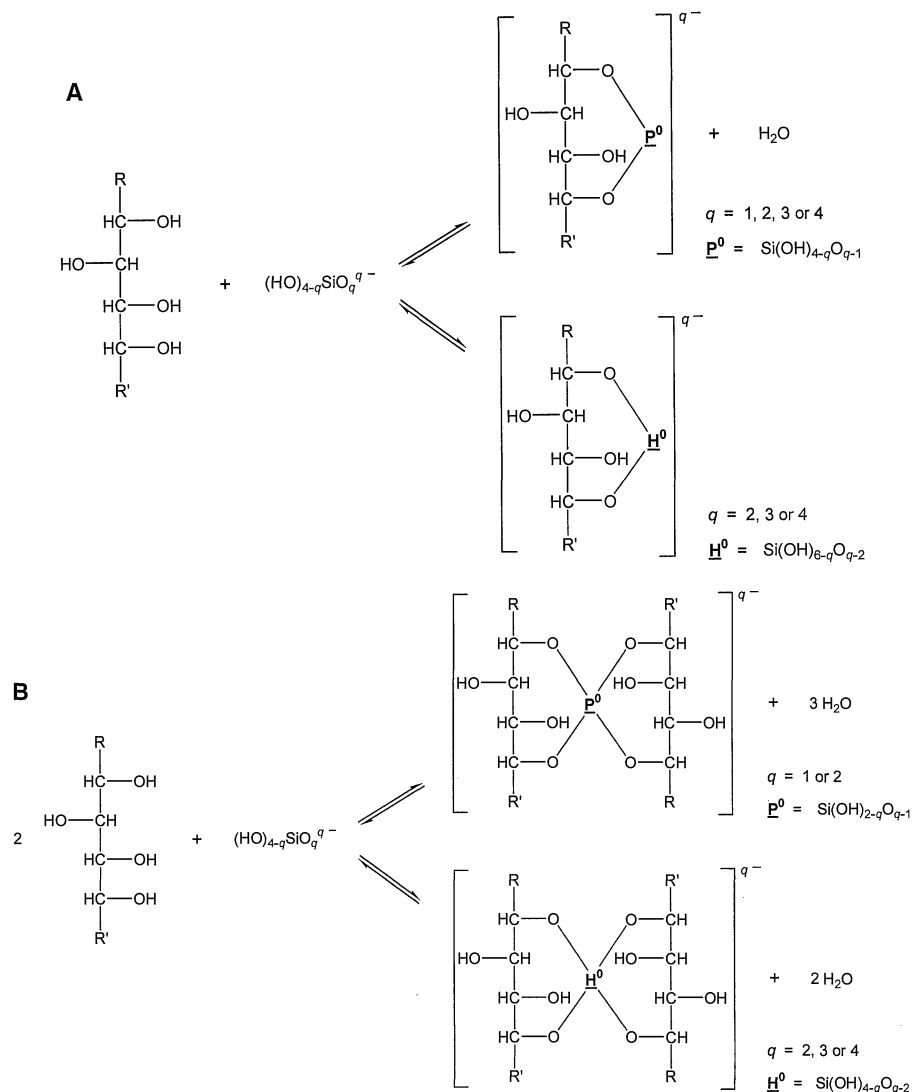 A
R
HC—OH
HO—CH
HC—OH
HC—OH
R'
+
(HO)4-qSiOq q–
R
HC—O
HO—CH
HC—OH
HC—O
R'
P0
q–
+ H2O
q = 1, 2, 3 or 4
P0 = Si(OH)4-qOq-1
R
HC—O
HO—CH
HC—OH
HC—O
R'
H0
q–
q = 2, 3 or 4
H0 = Si(OH)6-qOq-2
B
2
R
HC—OH
HO—CH
HC—OH
HC—OH
R'
+
(HO)4-qSiOq q–
R R'
HC—O O—CH
HO—CH HO—CH
P0
HC—OH HC—OH
HC—O O—CH
R' R
q–
+ 3 H2O
q = 1 or 2
P0 = Si(OH)2-qOq-1
R R'
HC—O O—CH
HO—CH HO—CH
H0
HC—OH HC—OH
HC—O O—CH
R' R
q–
+ 2 H2O
q = 2, 3 or 4
H0 = Si(OH)4-qOq-2